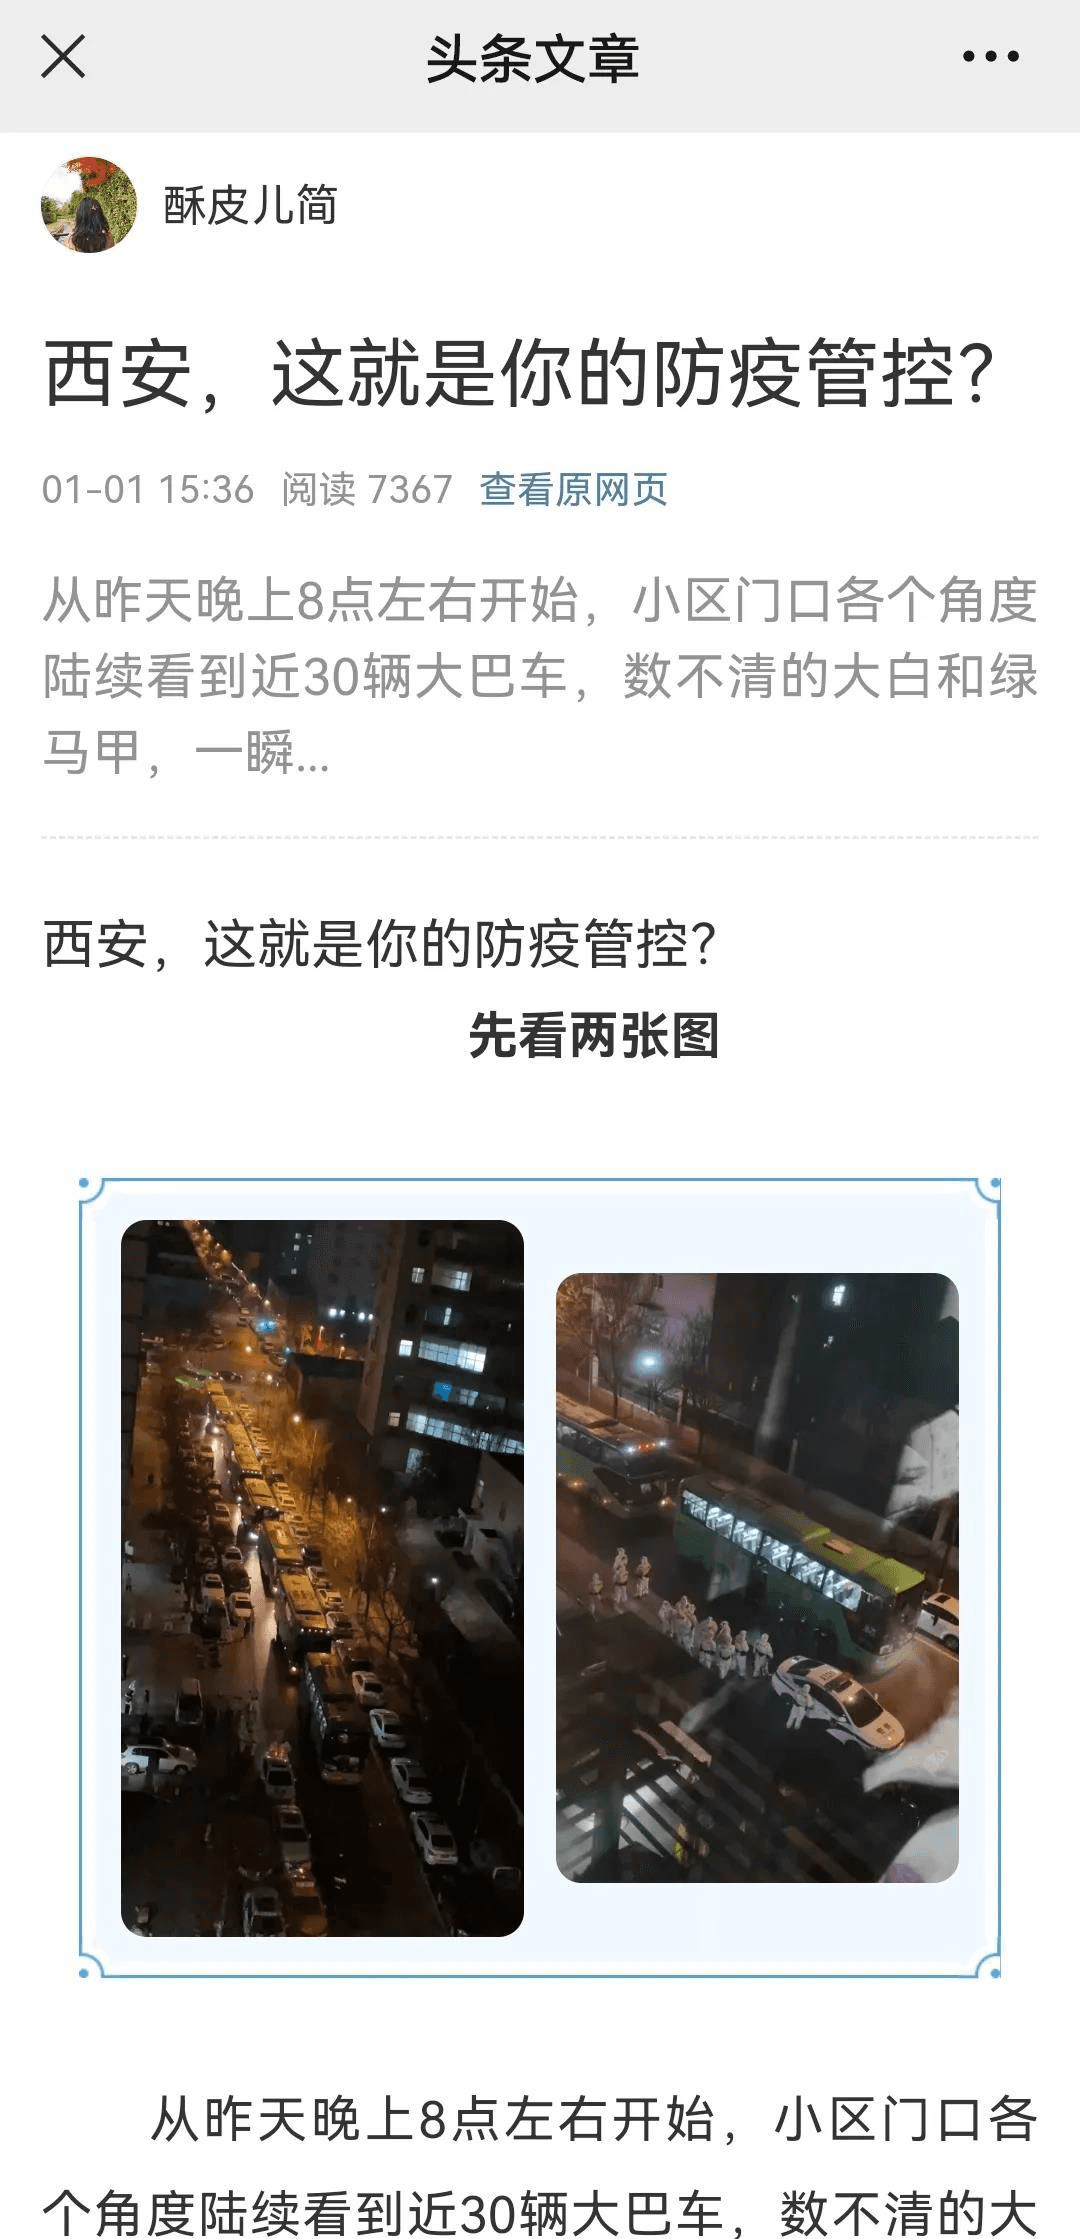 头条文章
酥皮儿简
西安，这就是你的防疫管控？
01-01 15:36 阅读 7367 查看原网页
从昨天晚上8点左右开始，小区门口各个角度
陆续看到近30辆大巴车，数不清的大白和绿
马甲，一瞬...
西安，这就是你的防疫管控？
先看两张图
从昨天晚上8点左右开始，小区门口各
个角度陆续看到近30辆大巴车，数不清的大